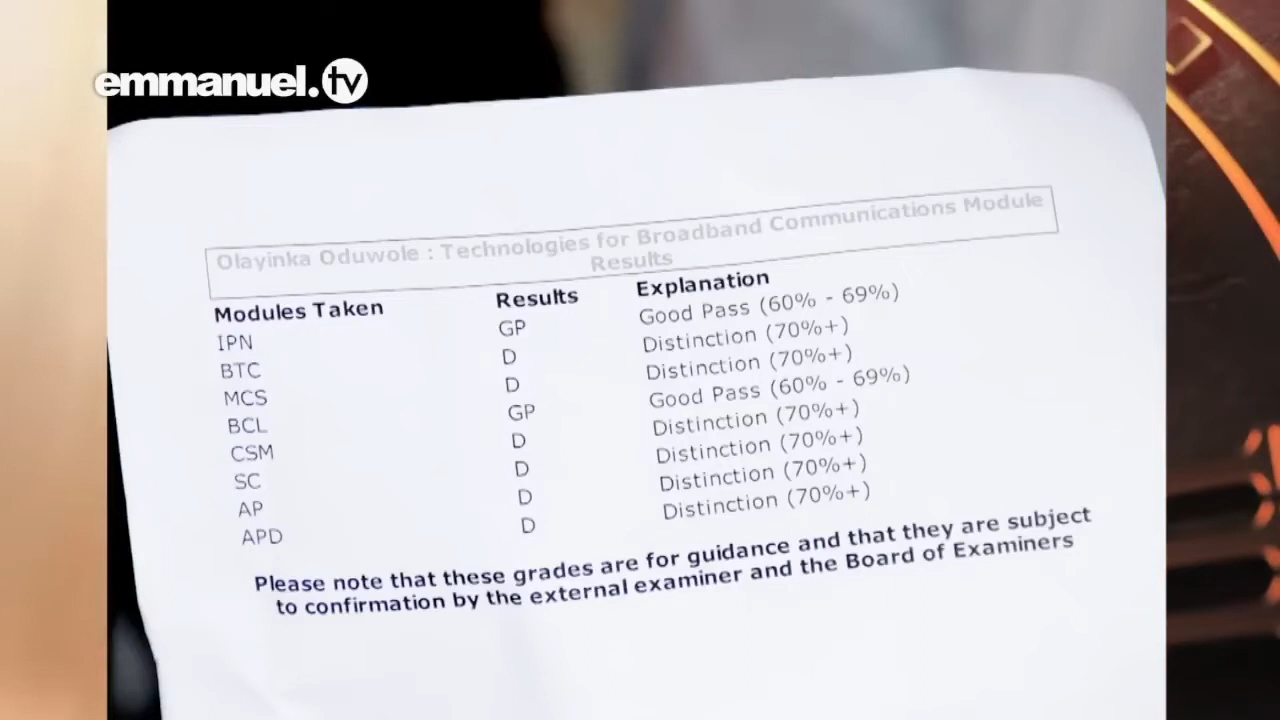 emmanuel.tv
Olayinka Oduwole : Technologies for Broadband Communications Module
Results
Modules Taken Results Explanation
IPN GP Good Pass (60% - 69%)
BTC D Distinction (70%+)
MCS D Distinction (70%+)
BCL GP Good Pass (60% - 69%)
CSM D Distinction (70%+)
SC D Distinction (70%+)
AP D Distinction (70%+)
APD D Distinction (70%+)
Please note that these grades are for guidance and that they are subject
to confirmation by the external examiner and the Board of Examiners